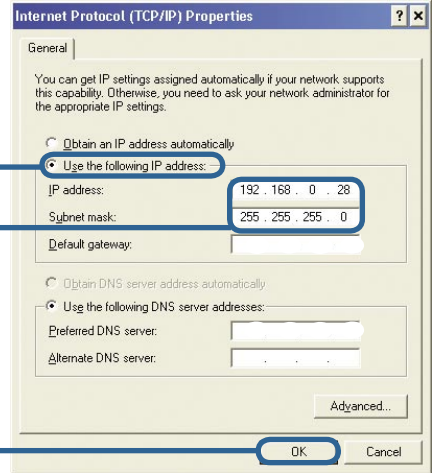 Internet Protocol (TCP/IP) Properties
General
You can get IP settings assigned automatically if your network supports
this capability. Otherwise, you need to ask your network administrator for
the appropriate IP settings.
Obtain an IP address automatically
Use the following IP address:
IP address: 192 . 168 . 0 . 28
Subnet mask: 255 . 255 . 255 . 0
Default gateway:
Obtain DNS server address automatically
Use the following DNS server addresses:
Preferred DNS server:
Alternate DNS server: . . .
Advanced...
OK Cancel